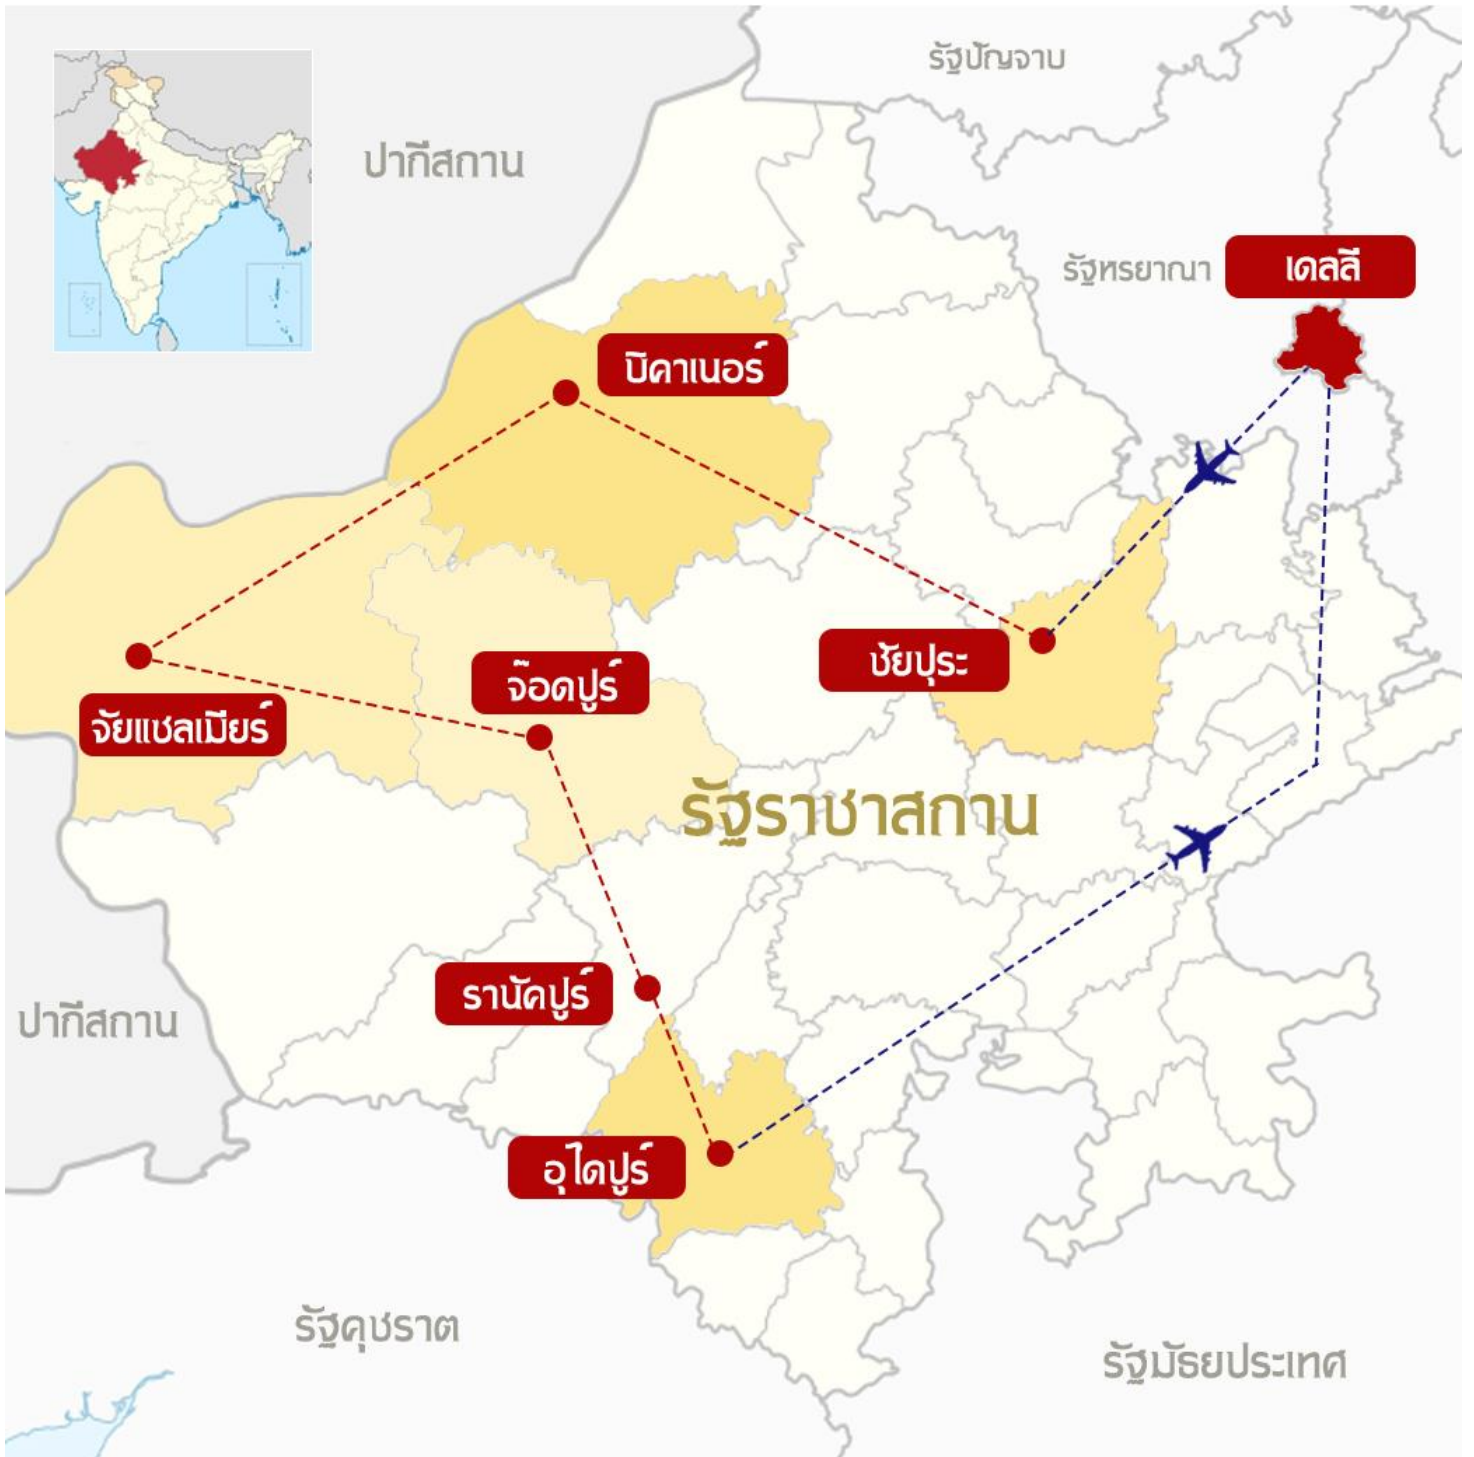 รัฐปัญจาบ
ปากีสถาน
รัฐหรยาณา
เดลลี
บิคาเนอร์
ชัยปุระ
จ๊อดปูร์
จัยแซลเมียร์
รัฐราชาสถาน
รานัคปูร์
ปากีสถาน
อุไดปูร์
รัฐคุชราต
รัฐมัธยประเทศ